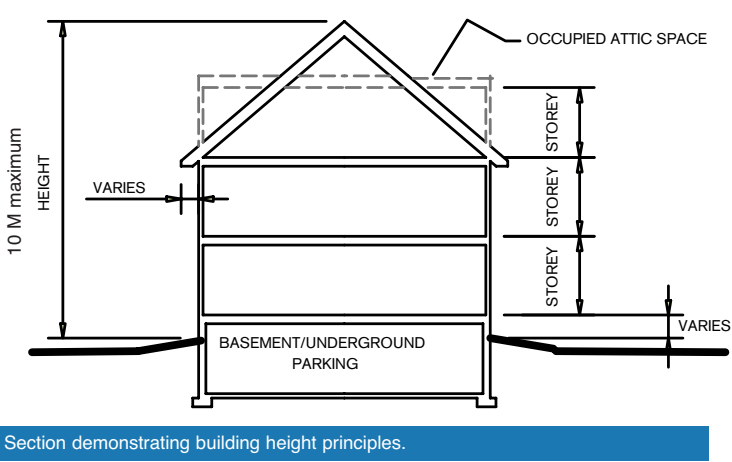 OCCUPIED ATTIC SPACE
10 M maximum
HEIGHT
VARIES
STOREY
STOREY
STOREY
VARIES
BASEMENT/UNDERGROUND
PARKING
Section demonstrating building height principles.